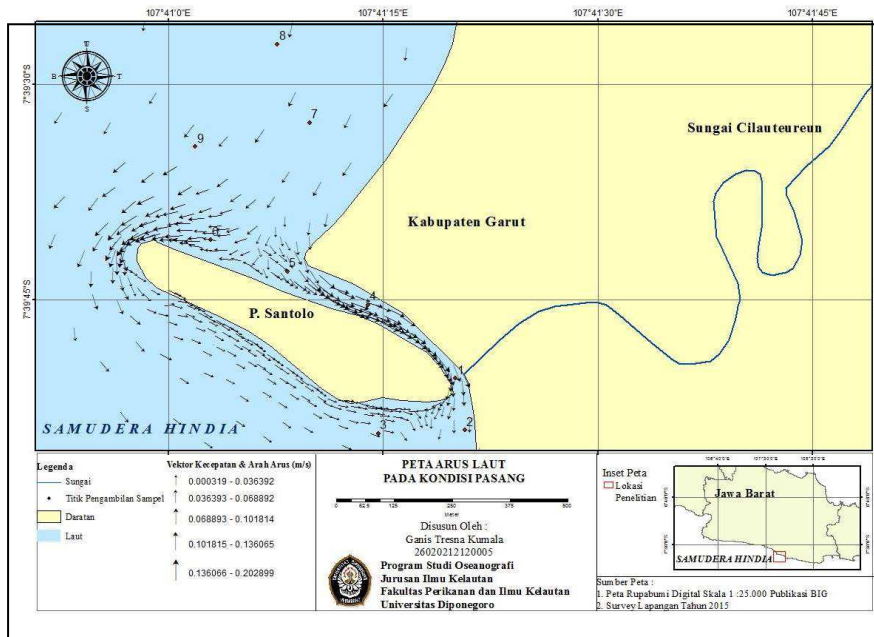 107°41'0"E 107°41'15"E 107°41'30"E 107°41'45"E
7°39'30"S
7°39'45"S
U
B T
S
8
7
9
6
5
4
1
2
3
Sungai Cilauteureun
Kabupaten Garut
P. Santolo
SAMUDERA HINDIA
Legenda
Sungai
Titik Pengambilan Sampel
Daratan
Laut
Vektor Kecepatan & Arah Arus (m/s)
0.000319 - 0.036392
0.036393 - 0.068892
0.068893 - 0.101814
0.101815 - 0.136065
0.136066 - 0.202899
PETA ARUS LAUT
PADA KONDISI PASANG
0 62.5 125 250 375 500
Meter
Disusun Oleh :
Ganis Tresna Kumala
26020212120005
Program Studi Oseanografi
Jurusan Ilmu Kelautan
Fakultas Perikanan dan Ilmu Kelautan
Universitas Diponegoro
Inset Peta
Lokasi
Penelitian
Jawa Barat
SAMUDERA HINDIA
Sumber Peta :
1. Peta Rupabumi Digital Skala 1 :25.000 Publikasi BIG
2. Survey Lapangan Tahun 2015